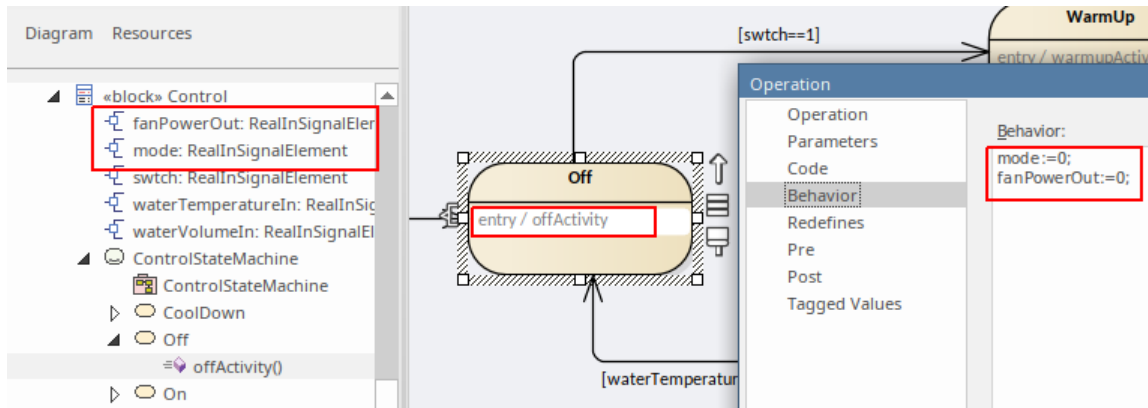 Diagram Resources
«block» Control
fanPowerOut: RealInSignalEler
mode: RealInSignalElement
swtch: RealInSignalElement
waterTemperatureIn: RealInSig
waterVolumeIn: RealInSignalEl
ControlStateMachine
ControlStateMachine
CoolDown
Off
offActivity()
On
[swtch==1]
WarmUp
entry / warmupActiv
Off
entry / offActivity
[waterTemperatur
Operation
Operation
Parameters
Code
Behavior
Redefines
Pre
Post
Tagged Values
Behavior:
mode:=0;
fanPowerOut:=0;